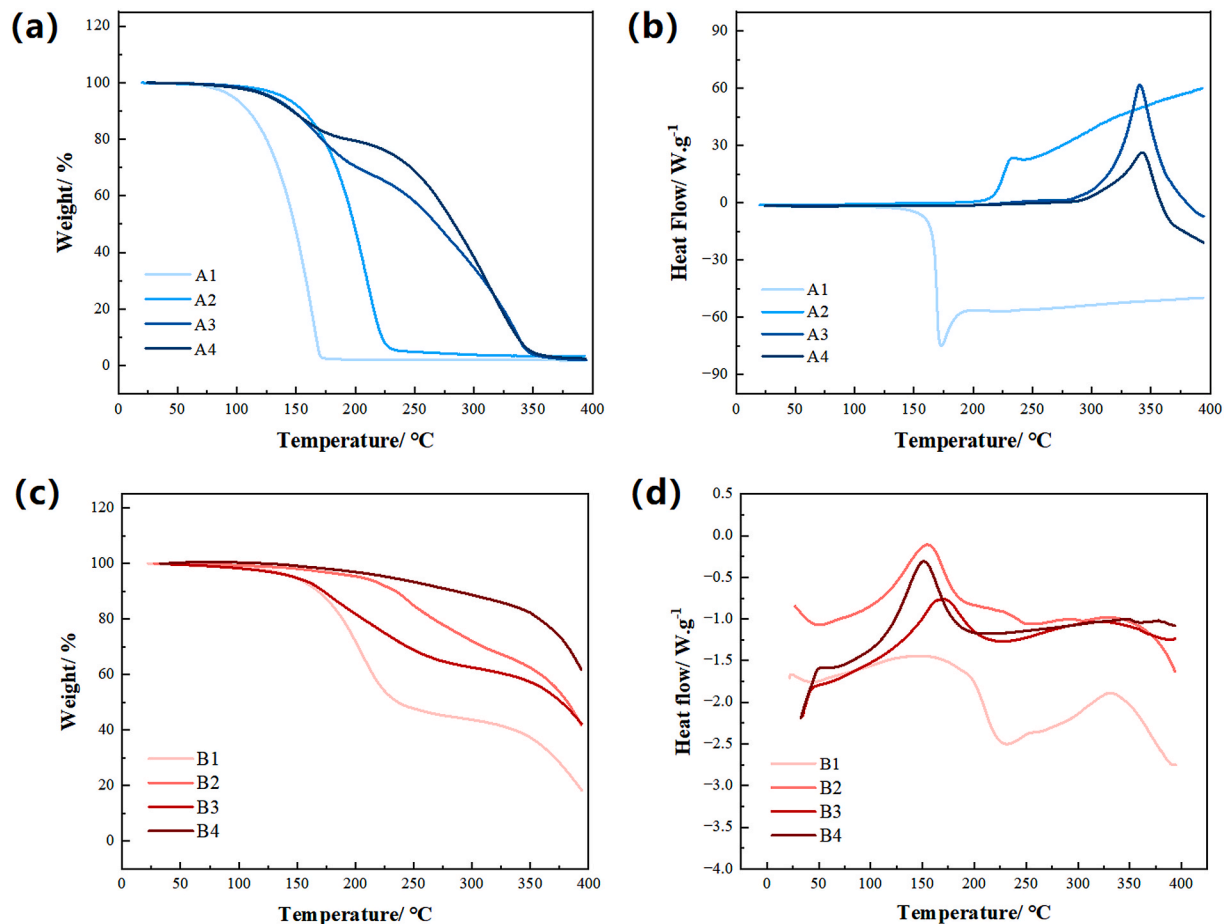 (a)
120
100
80
60
40
20
0
Weight/ %
A1
A2
A3
A4
0 50 100 150 200 250 300 350 400
Temperature/ °C
(b)
90
60
30
0
−30
−60
−90
Heat Flow/ W.g⁻¹
A1
A2
A3
A4
0 50 100 150 200 250 300 350 400
Temperature/ °C
(c)
120
100
80
60
40
20
0
Weight/ %
B1
B2
B3
B4
0 50 100 150 200 250 300 350 400
Temperature/ °C
(d)
0.5
0.0
−0.5
−1.0
−1.5
−2.0
−2.5
−3.0
−3.5
−4.0
Heat flow/ W.g⁻¹
B1
B2
B3
B4
0 50 100 150 200 250 300 350 400
Temperature/ °C